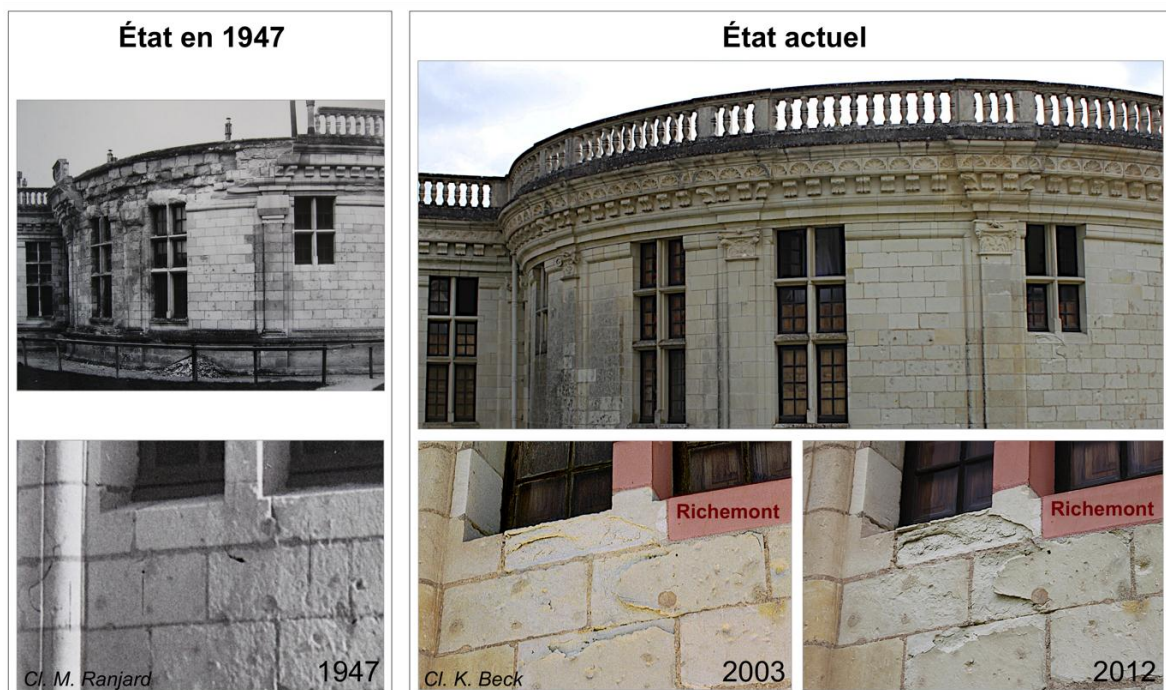 État en 1947
État actuel
Cl. M. Ranjard
1947
Richemont
Cl. K. Beck
2003
Richemont
2012